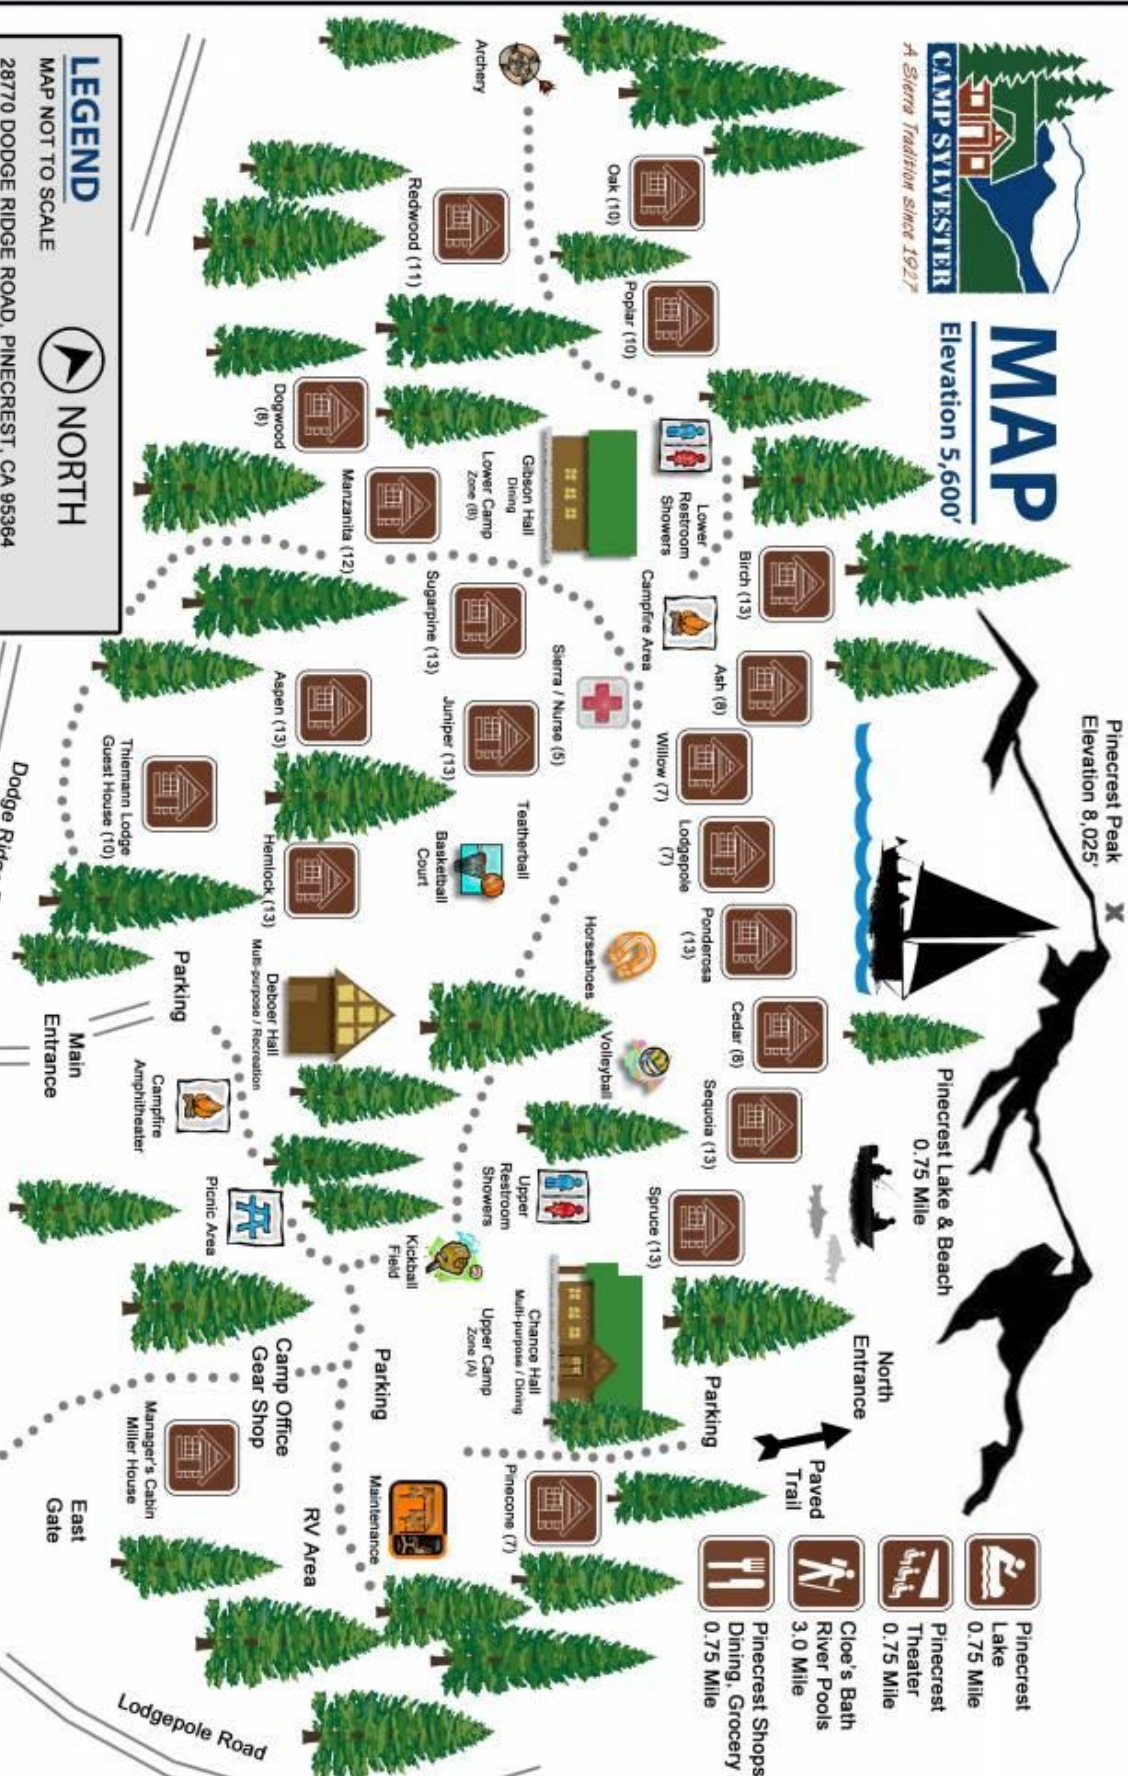 CAMP SYLVESTER
A Sierra Tradition since 1927
MAP
Elevation 5,600'
Pinecrest Peak
Elevation 8,025'
X
Pinecrest Lake & Beach
0.75 Mile
North
Entrance
Paved
Trail
Parking
Pinecrest
Lake
0.75 Mile
Pinecrest
Theater
0.75 Mile
Cloe's Bath
River Pools
3.0 Mile
Pinecrest Shops
Dining, Grocery
0.75 Mile
Archery
Oak (10)
Redwood (11)
Poplar (10)
Dogwood
(8)
Manzanita (12)
Gibson Hall
Dining
Lower Camp
Zone (B)
Lower
Restroom
Showers
Birch (13)
Campfire Area
Ash (8)
Sugarpine (13)
Sierra / Nurse (5)
Juniper (13)
Aspen (13)
Willow (7)
Lodgepole
(7)
Ponderosa
(13)
Cedar (8)
Sequoia (13)
Spruce (13)
Teatherball
Basketball
Court
Horseshoes
Volleyball
Thiemann Lodge
Guest House (10)
Hemlock (13)
Deboer Hall
Multi-purpose / Recreation
Parking
Main
Entrance
Campfire
Amphitheater
Picnic Area
Upper
Restroom
Showers
Kickball
Field
Chance Hall
Multi-purpose / Dining
Upper Camp
Zone (A)
Parking
Camp Office
Gear Shop
Manager's Cabin
Miller House
Pinecone (7)
Maintenance
RV Area
East
Gate
Lodgepole Road
Dodge Ridge
LEGEND
MAP NOT TO SCALE
NORTH
28770 DODGE RIDGE ROAD, PINECREST, CA 95364